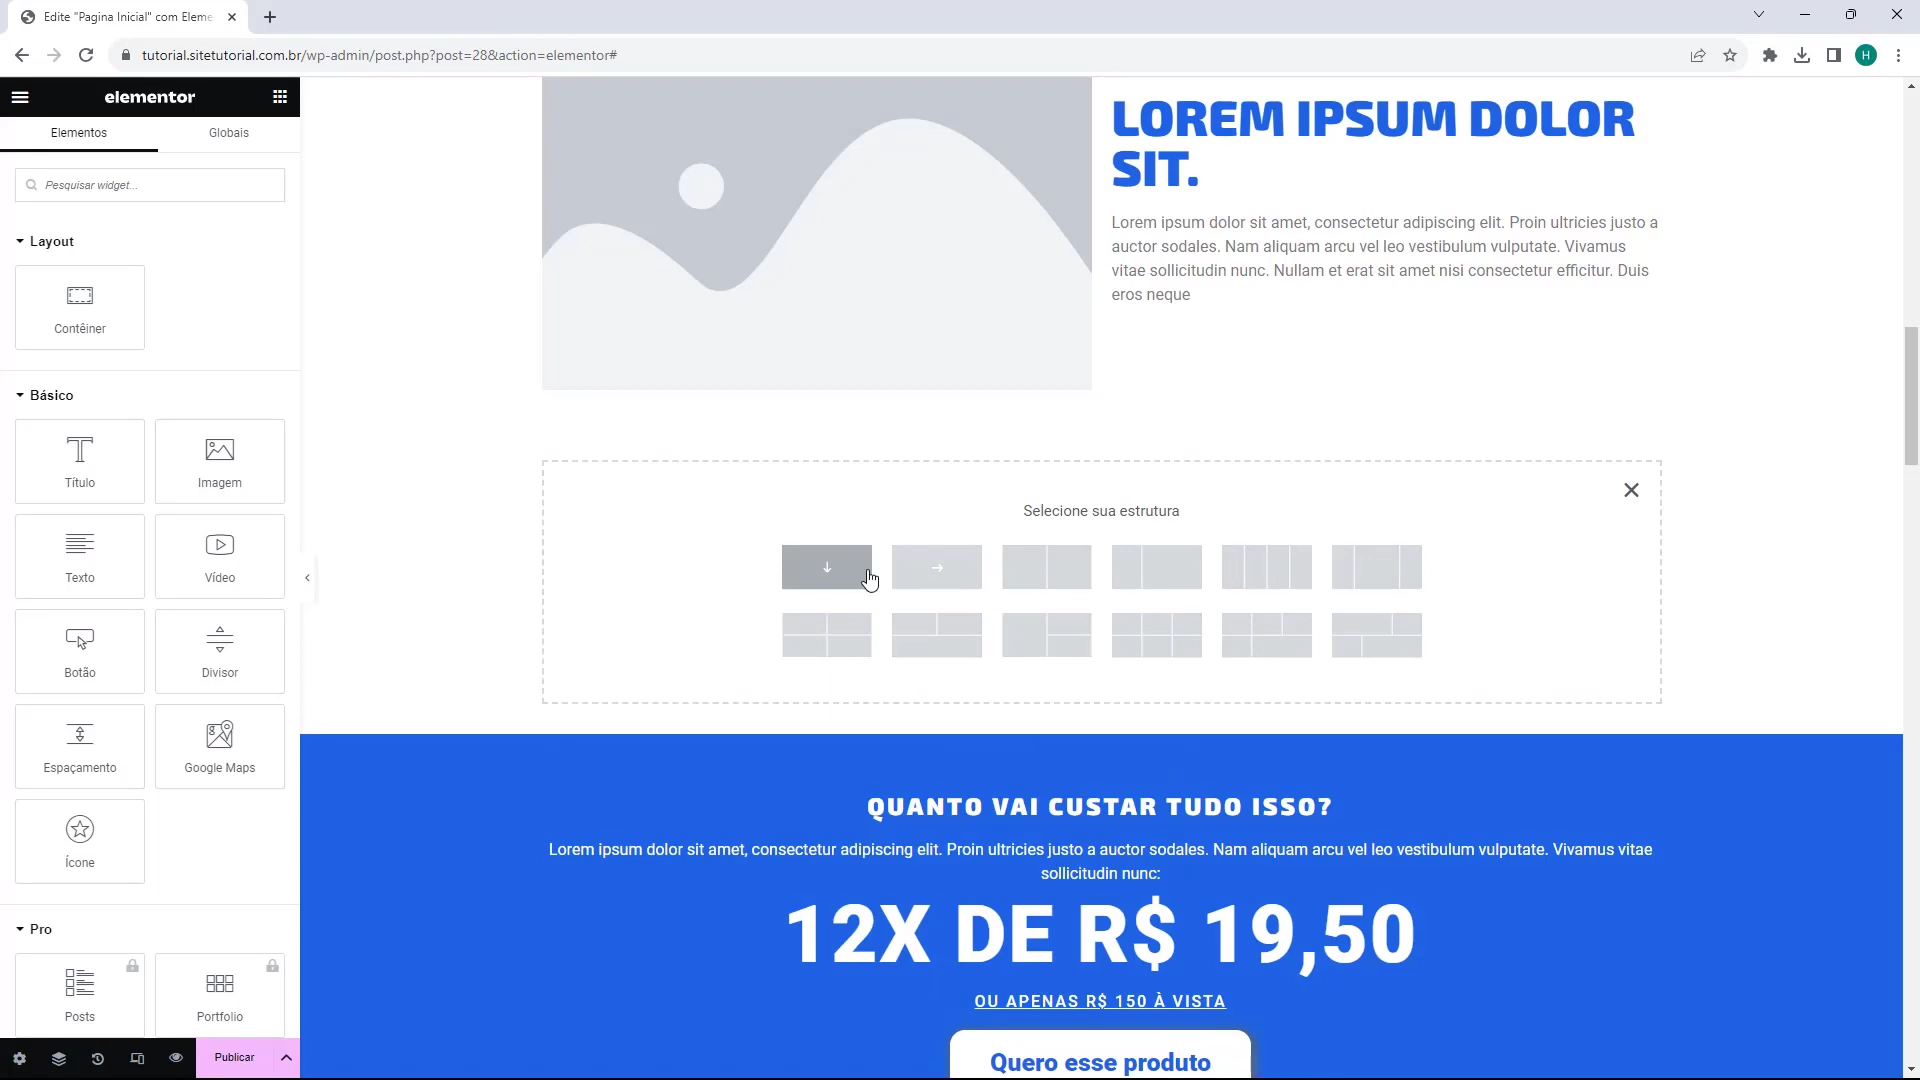 Edite "Pagina Inicial" com Eleme
tutorial.sitetutorial.com.br/wp-admin/post.php?post=28&action=elementor#
H
elementor
Elementos
Globais
Pesquisar widget...
Layout
Contêiner
Básico
Título
Imagem
Texto
Vídeo
Botão
Divisor
Espaçamento
Google Maps
Ícone
Pro
Posts
Portfolio
Publicar
LOREM IPSUM DOLOR
SIT.
Lorem ipsum dolor sit amet, consectetur adipiscing elit. Proin ultricies justo a
auctor sodales. Nam aliquam arcu vel leo vestibulum vulputate. Vivamus
vitae sollicitudin nunc. Nullam et erat sit amet nisi consectetur efficitur. Duis
eros neque
Selecione sua estrutura
QUANTO VAI CUSTAR TUDO ISSO?
Lorem ipsum dolor sit amet, consectetur adipiscing elit. Proin ultricies justo a auctor sodales. Nam aliquam arcu vel leo vestibulum vulputate. Vivamus vitae
sollicitudin nunc:
12X DE R$ 19,50
OU APENAS R$ 150 À VISTA
Quero esse produto